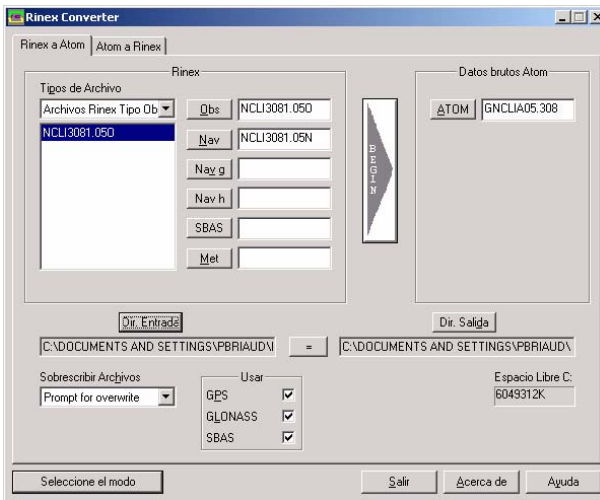 Rinex Converter
Rinex a Atom
Atom a Rinex
Rinex
Tipos de Archivo
Archivos Rinex Tipo Ob
NCLI3081.05O
Obs NCLI3081.05O
Nav NCLI3081.05N
Nav g
Nav h
SBAS
Met
BEGIN
Datos brutos Atom
ATOM GNCLIA05.308
Dir. Entrada
Dir. Salida
C:\DOCUMENTS AND SETTINGS\PBRIAUD\
=
C:\DOCUMENTS AND SETTINGS\PBRIAUD\
Sobrescribir Archivos
Prompt for overwrite
Usar
GPS
GLONASS
SBAS
Espacio Libre C:
6049312K
Seleccione el modo
Salir
Acerca de
Ayuda